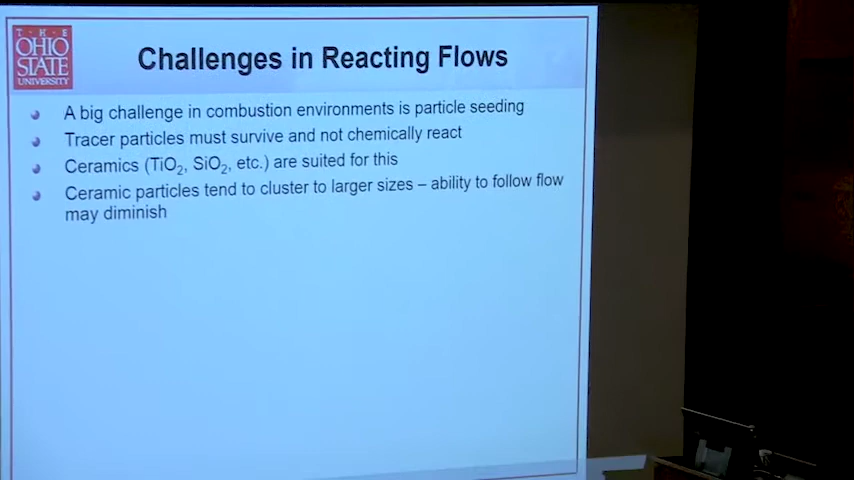 T · H · E
OHIO
STATE
UNIVERSITY
Challenges in Reacting Flows
A big challenge in combustion environments is particle seeding
Tracer particles must survive and not chemically react
Ceramics (TiO₂, SiO₂, etc.) are suited for this
Ceramic particles tend to cluster to larger sizes – ability to follow flow
may diminish